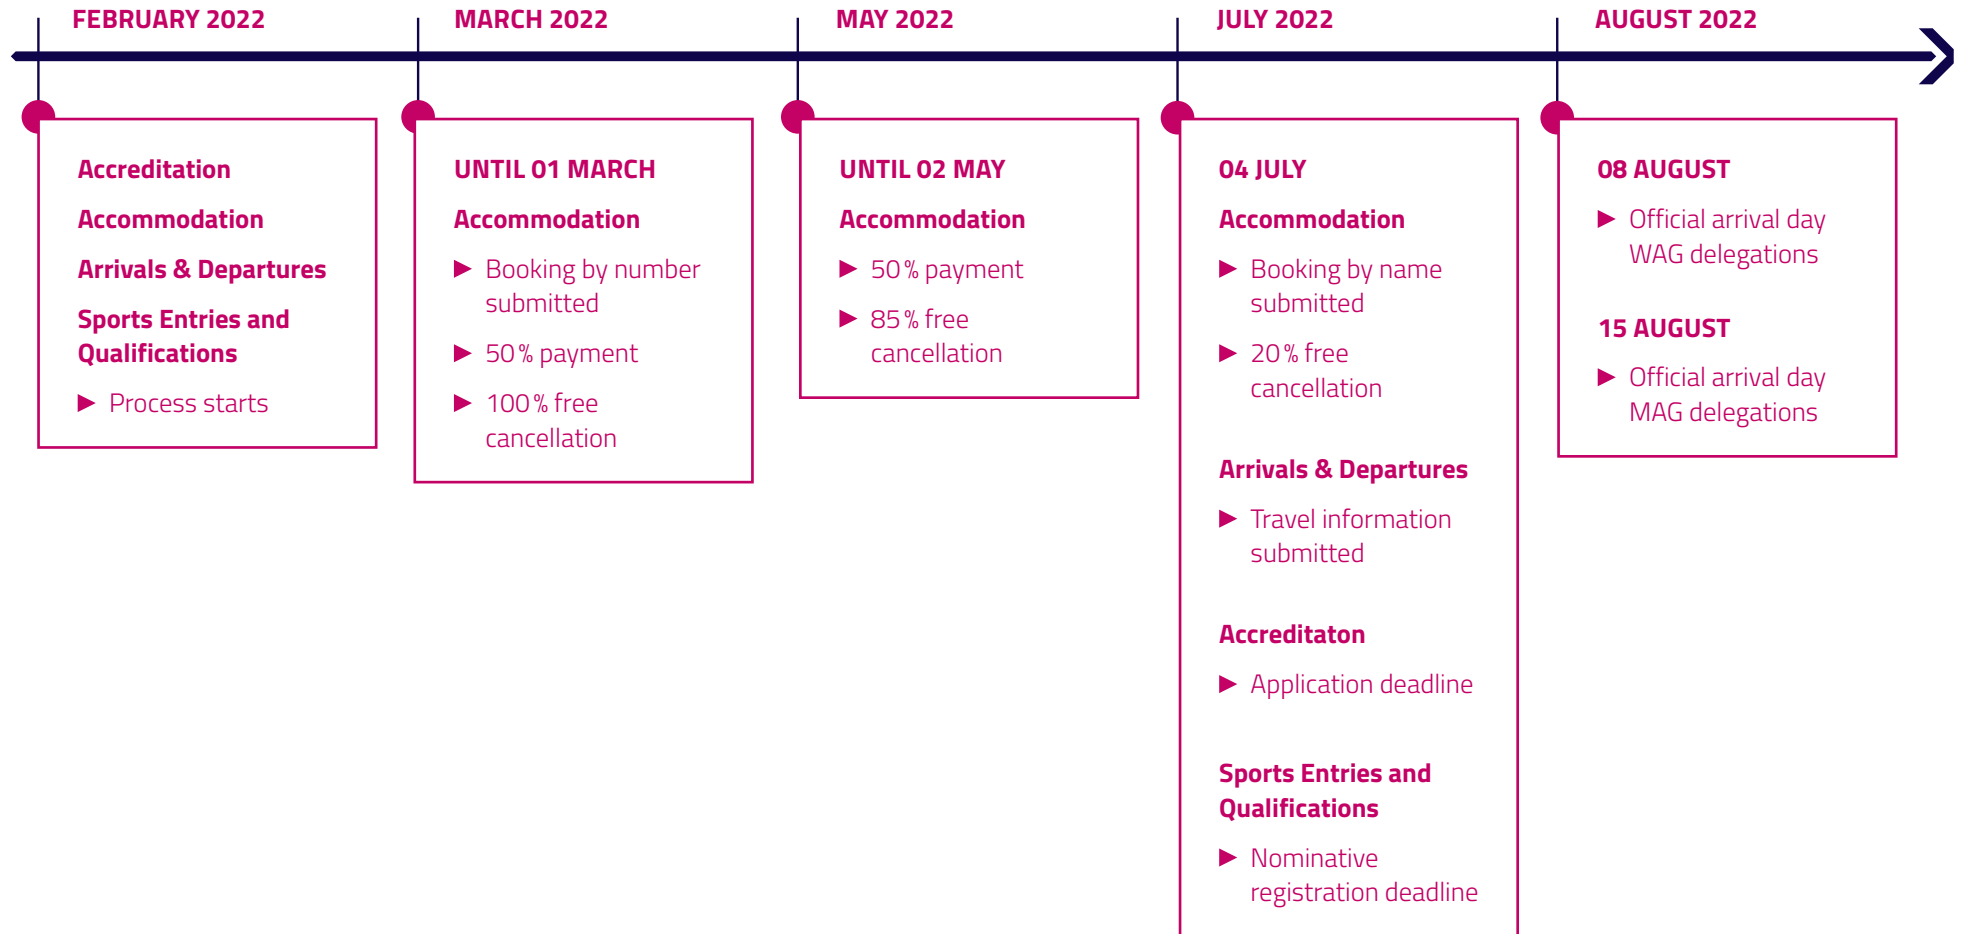 FEBRUARY 2022
MARCH 2022
MAY 2022
JULY 2022
AUGUST 2022
Accreditation
Accommodation
Arrivals & Departures
Sports Entries and
Qualifications
► Process starts
UNTIL 01 MARCH
Accommodation
► Booking by number
submitted
► 50 % payment
► 100 % free
cancellation
UNTIL 02 MAY
Accommodation
► 50 % payment
► 85 % free
cancellation
04 JULY
Accommodation
► Booking by name
submitted
► 20 % free
cancellation
Arrivals & Departures
► Travel information
submitted
Accreditaton
► Application deadline
Sports Entries and
Qualifications
► Nominative
registration deadline
08 AUGUST
► Official arrival day
WAG delegations
15 AUGUST
► Official arrival day
MAG delegations